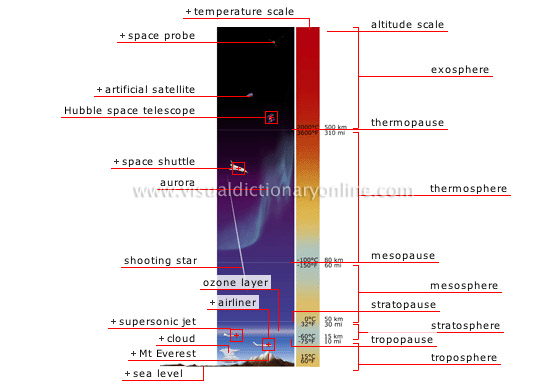 + temperature scale
altitude scale
+ space probe
exosphere
+ artificial satellite
Hubble space telescope
thermopause
2000°C 500 km
3600°F 310 mi
+ space shuttle
aurora
www.visualdictionaryonline.com
thermosphere
shooting star
mesopause
-100°C 80 km
-150°F 60 mi
ozone layer
mesosphere
+ airliner
stratopause
0°C 50 km
32°F 30 mi
+ supersonic jet
stratosphere
+ cloud
-60°C 15 km
-75°F 10 mi
tropopause
+ Mt Everest
15°C
60°F
troposphere
+ sea level